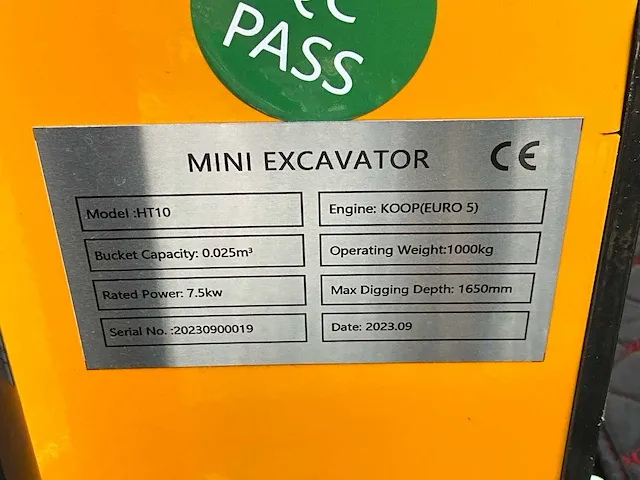 PASS
MINI EXCAVATOR CE
Model :HT10
Engine: KOOP(EURO 5)
Bucket Capacity: 0.025m³
Operating Weight:1000kg
Rated Power: 7.5kw
Max Digging Depth: 1650mm
Serial No. :20230900019
Date: 2023.09